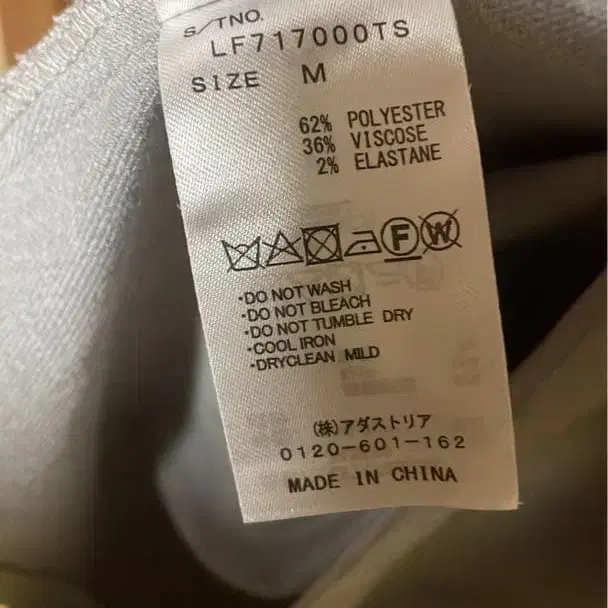 S/TNO.
LF717000TS
SIZE M
62% POLYESTER
36% VISCOSE
2% ELASTANE
F W
･DO NOT WASH
･DO NOT BLEACH
･DO NOT TUMBLE DRY
･COOL IRON
･DRYCLEAN MILD
(株)アダストリア
0120-601-162
MADE IN CHINA